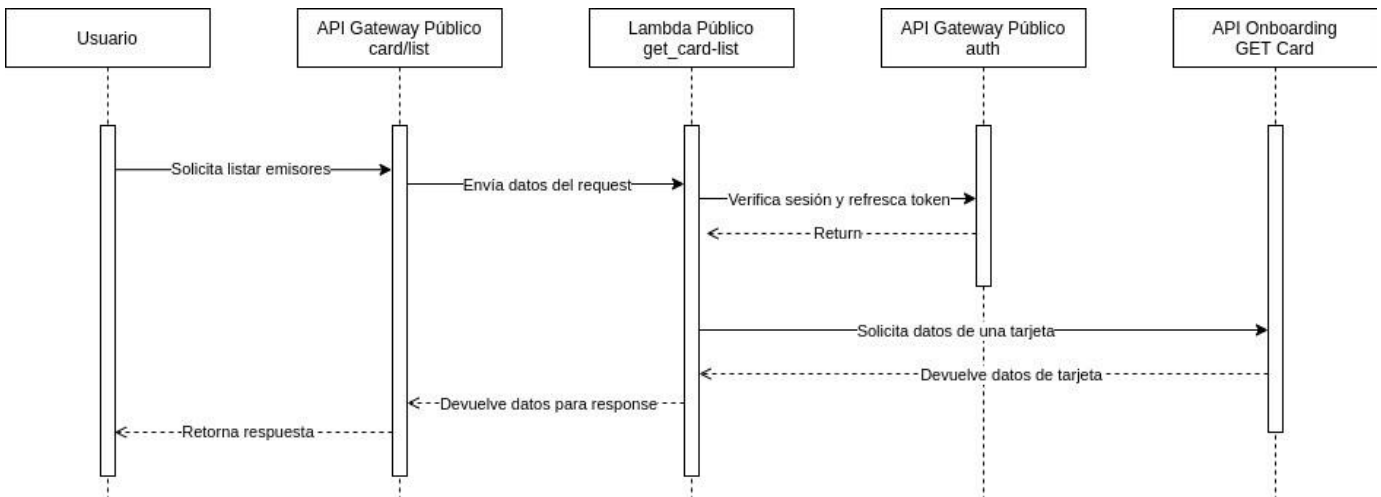 Usuario
API Gateway Público
card/list
Lambda Público
get_card-list
API Gateway Público
auth
API Onboarding
GET Card
Solicita listar emisores
Envía datos del request
Verifica sesión y refresca token
Return
Solicita datos de una tarjeta
Devuelve datos de tarjeta
Devuelve datos para response
Retorna respuesta